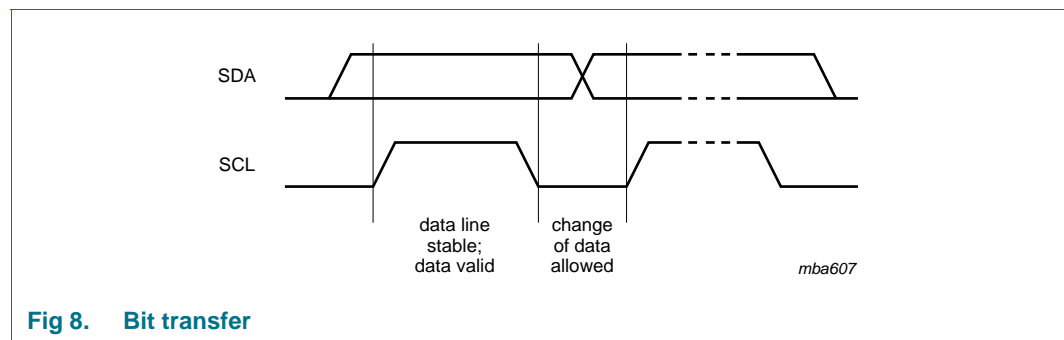 SDA
SCL
data line
stable;
data valid
change
of data
allowed
mba607
Fig 8. Bit transfer